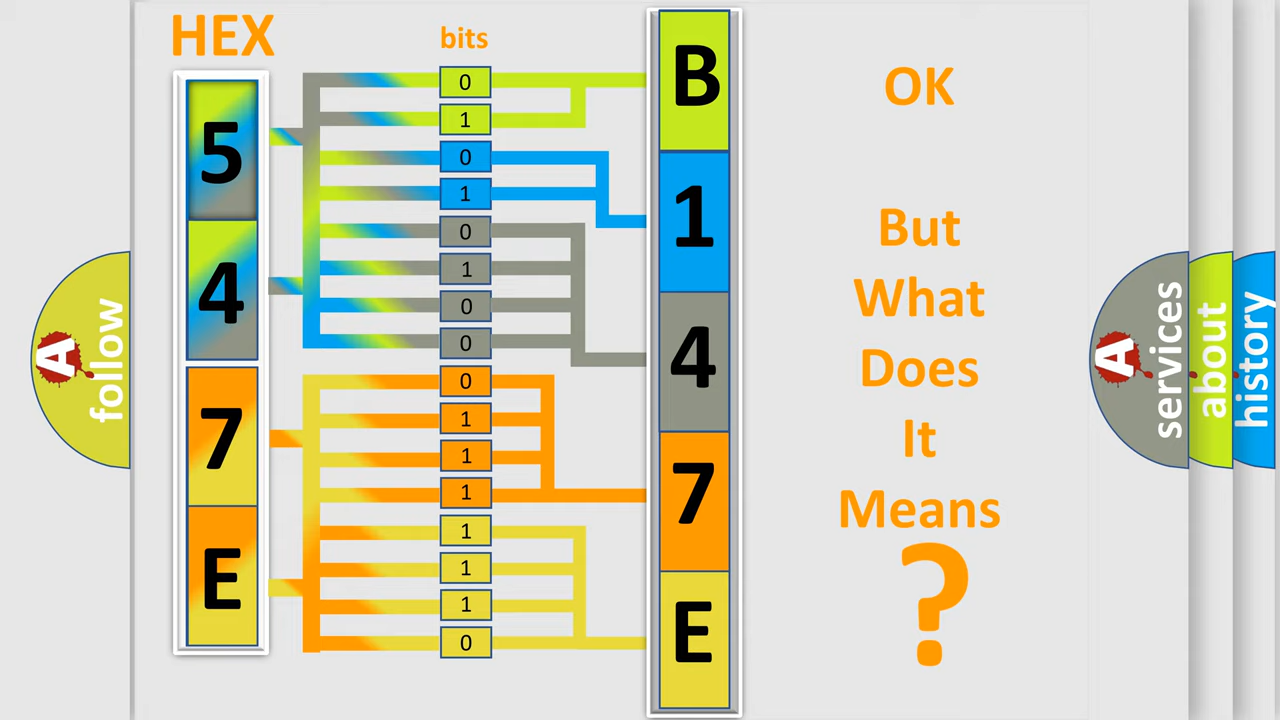 HEX
bits
5
4
7
E
0
1
0
1
0
1
0
0
0
1
1
1
1
1
1
0
B
1
4
7
E
OK
But
What
Does
It
Means
?
A
follow
A
services
about
history